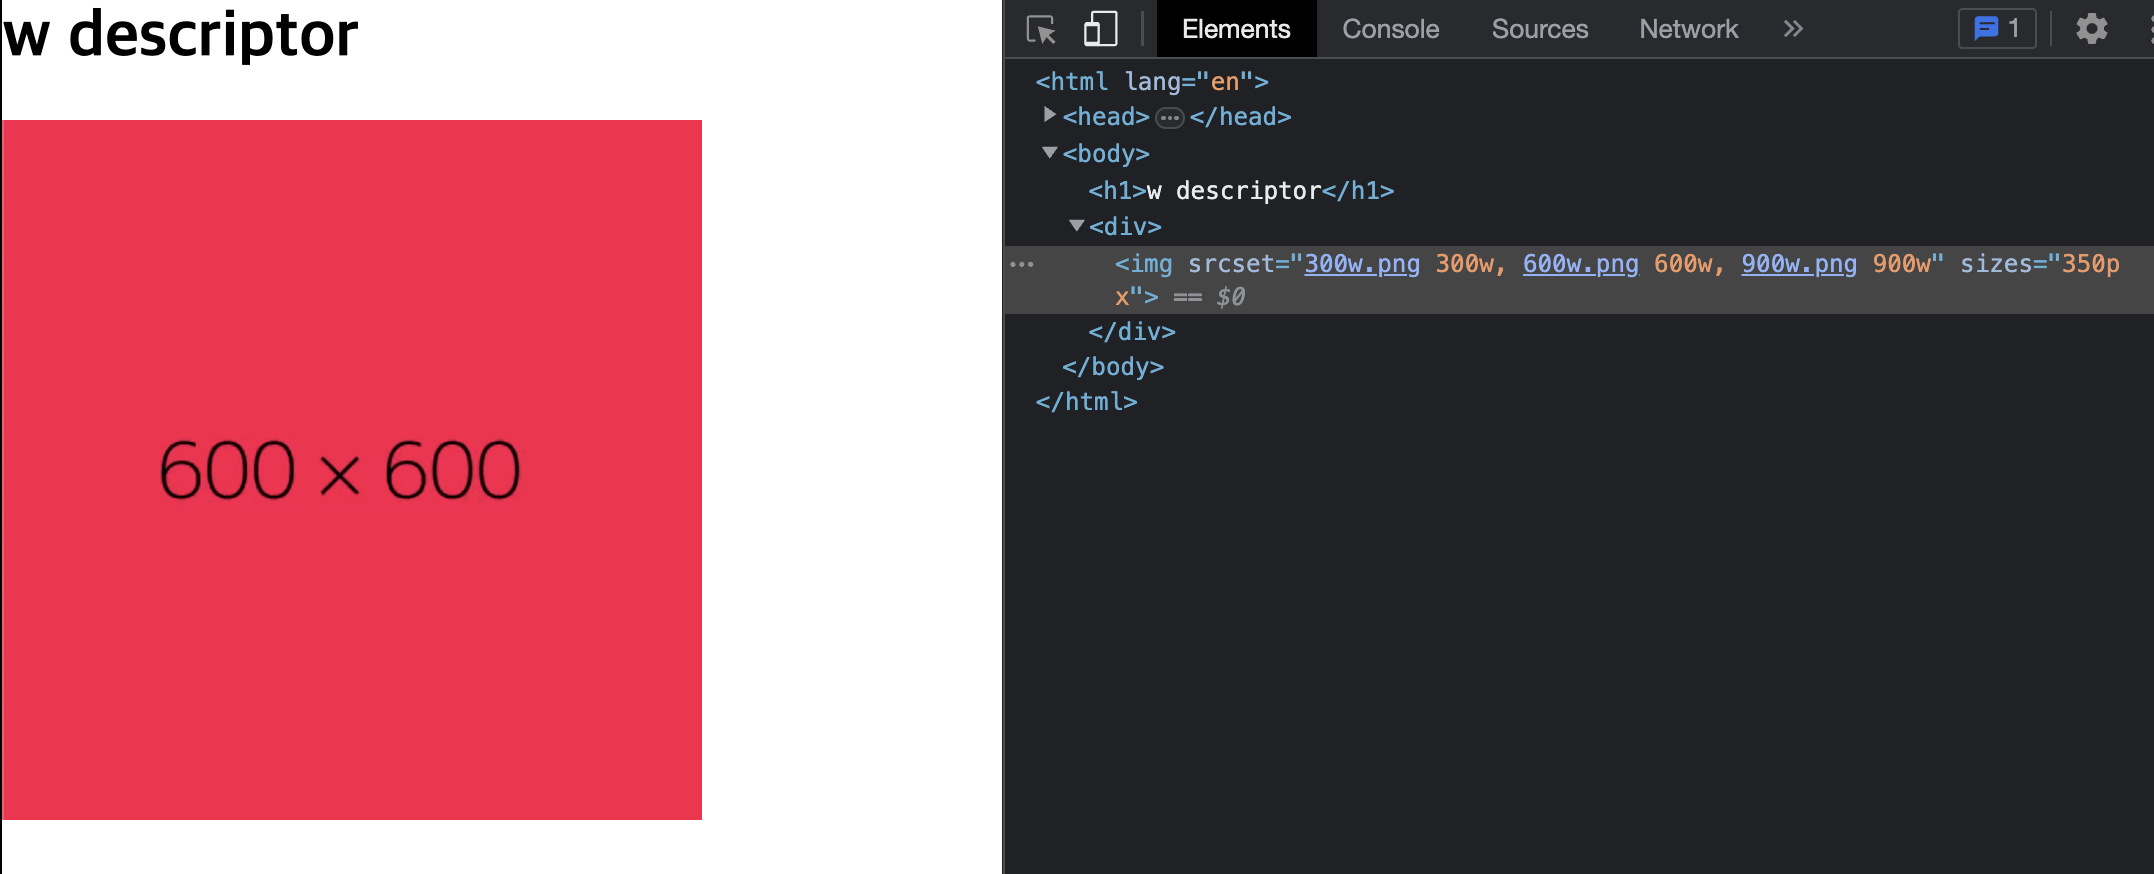 w descriptor
600 × 600
Elements Console Sources Network » 1
<html lang="en">
<head>…</head>
<body>
<h1>w descriptor</h1>
<div>
<img srcset="300w.png 300w, 600w.png 600w, 900w.png 900w" sizes="350p
x"> == $0
</div>
</body>
</html>